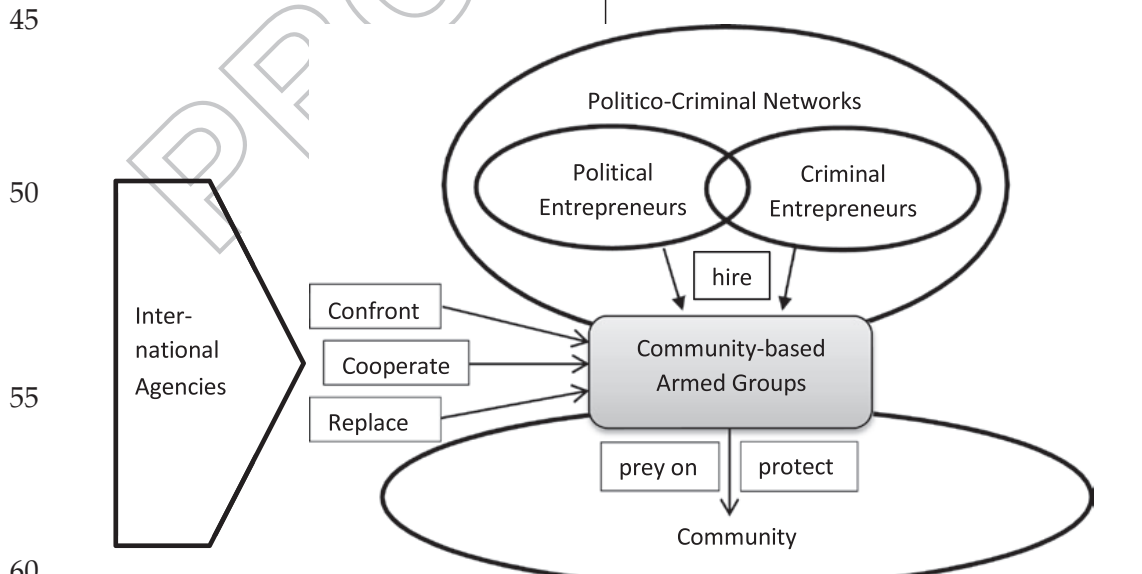 45
Politico-Criminal Networks
Political
Entrepreneurs
Criminal
Entrepreneurs
50
hire
Inter-
national
Agencies
Confront
Cooperate
Replace
Community-based
Armed Groups
55
prey on
protect
Community
60